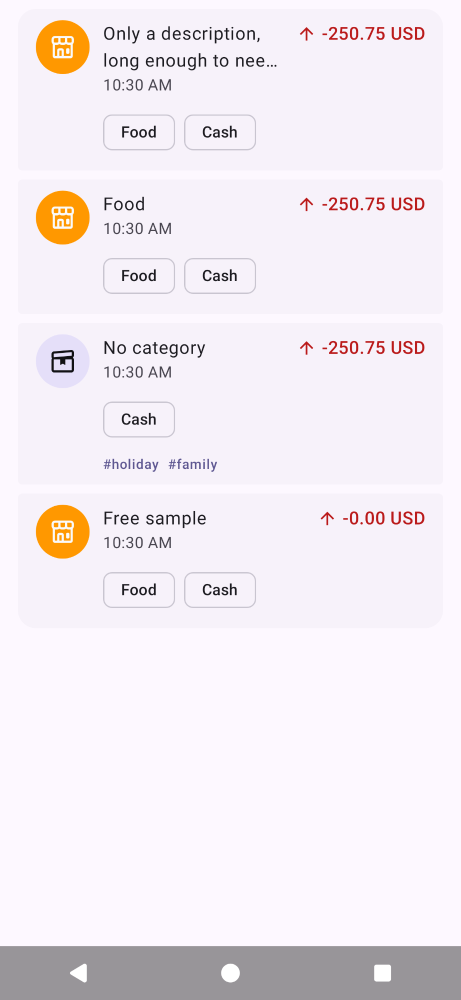 Only a description, ↑ -250.75 USD
long enough to nee…
10:30 AM
Food Cash
Food ↑ -250.75 USD
10:30 AM
Food Cash
No category ↑ -250.75 USD
10:30 AM
Cash
#holiday #family
Free sample ↑ -0.00 USD
10:30 AM
Food Cash